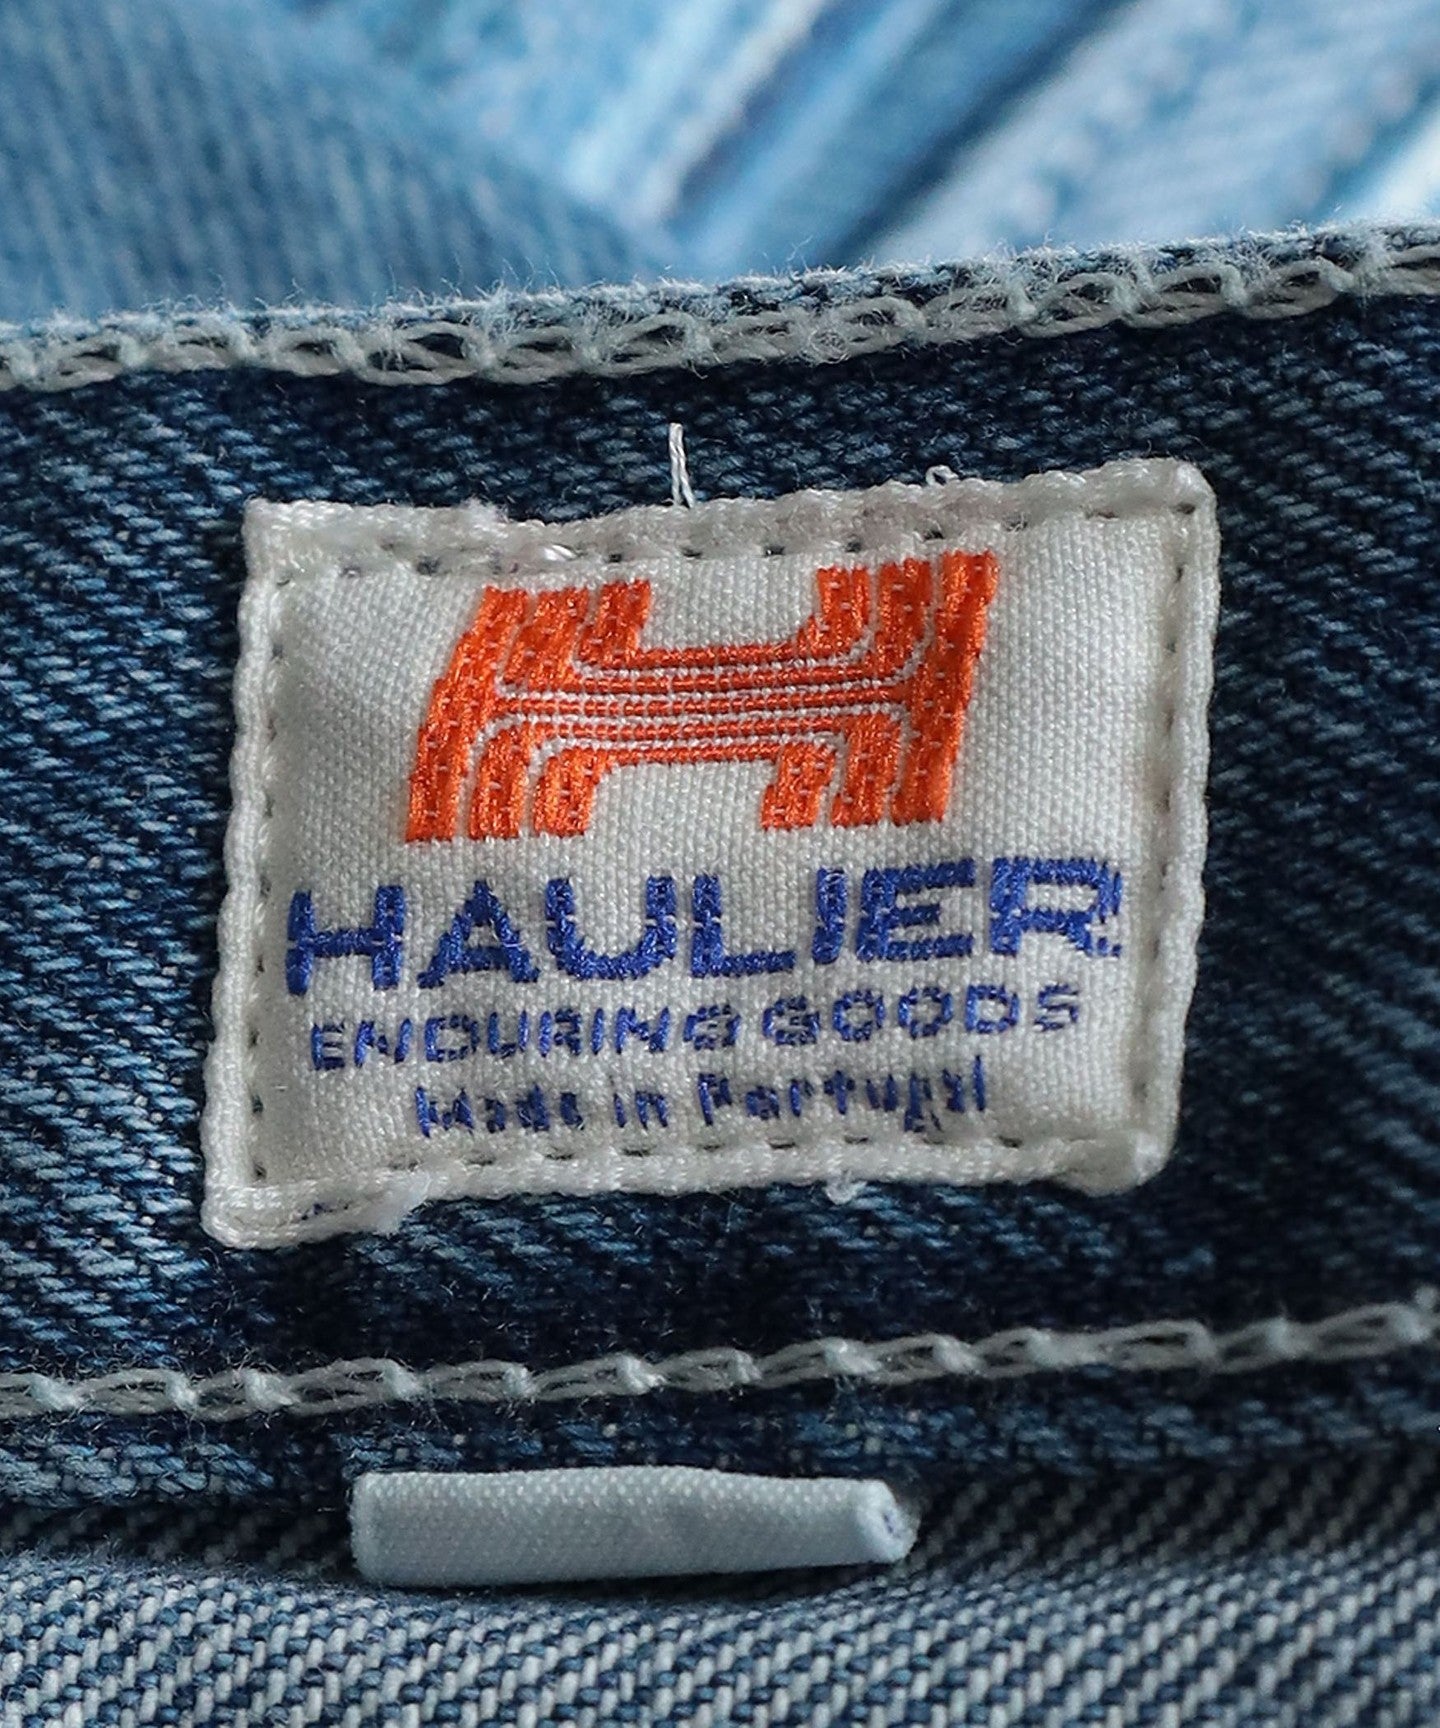 H
HAULIER
ENDURING GOODS
Made in Portugal